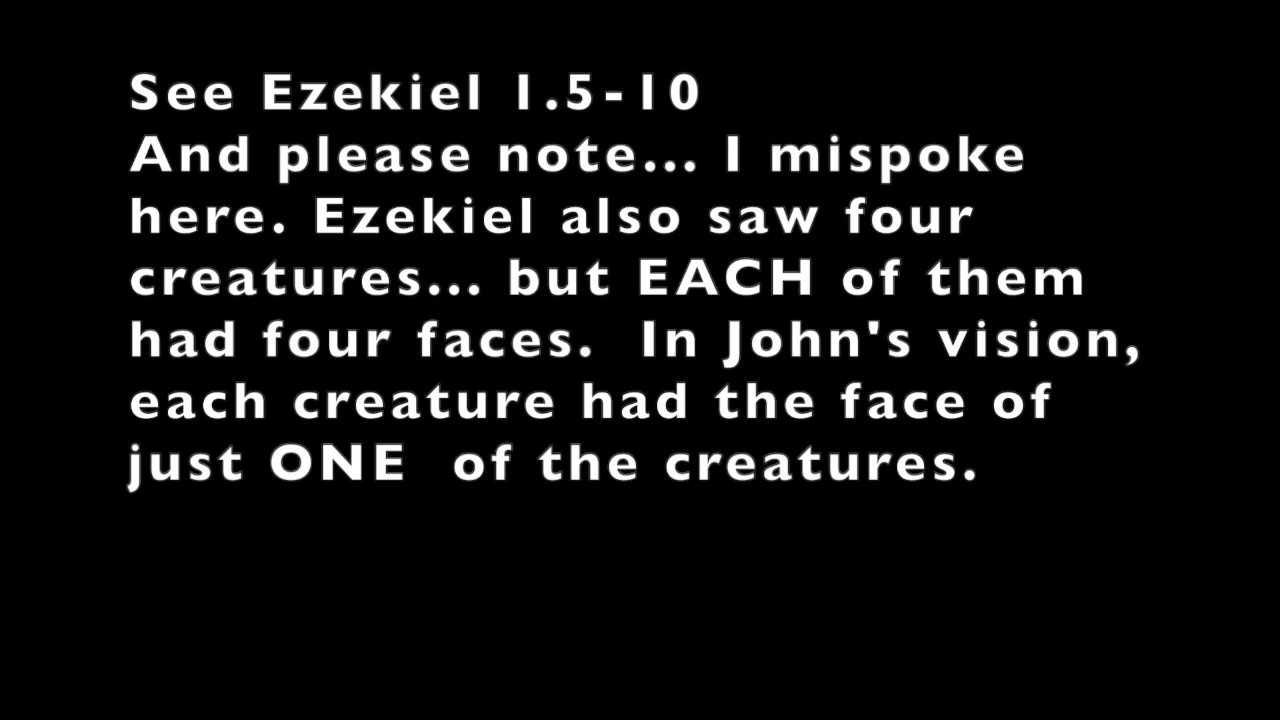 See Ezekiel 1.5-10
And please note... I mispoke
here. Ezekiel also saw four
creatures... but EACH of them
had four faces.  In John's vision,
each creature had the face of
just ONE  of the creatures.